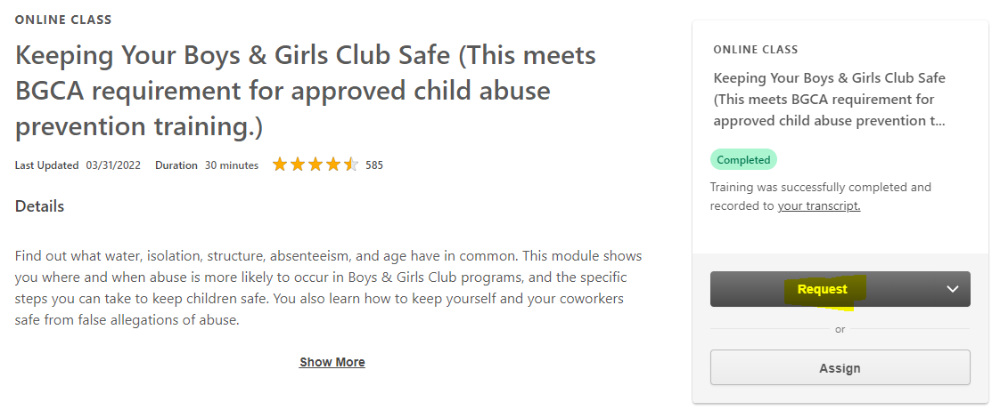 ONLINE CLASS
Keeping Your Boys & Girls Club Safe (This meets
BGCA requirement for approved child abuse
prevention training.)
Last Updated 03/31/2022 Duration 30 minutes 585
Details
Find out what water, isolation, structure, absenteeism, and age have in common. This module shows
you where and when abuse is more likely to occur in Boys & Girls Club programs, and the specific
steps you can take to keep children safe. You also learn how to keep yourself and your coworkers
safe from false allegations of abuse.
Show More
ONLINE CLASS
Keeping Your Boys & Girls Club Safe
(This meets BGCA requirement for
approved child abuse prevention t...
Completed
Training was successfully completed and
recorded to your transcript.
Request
or
Assign